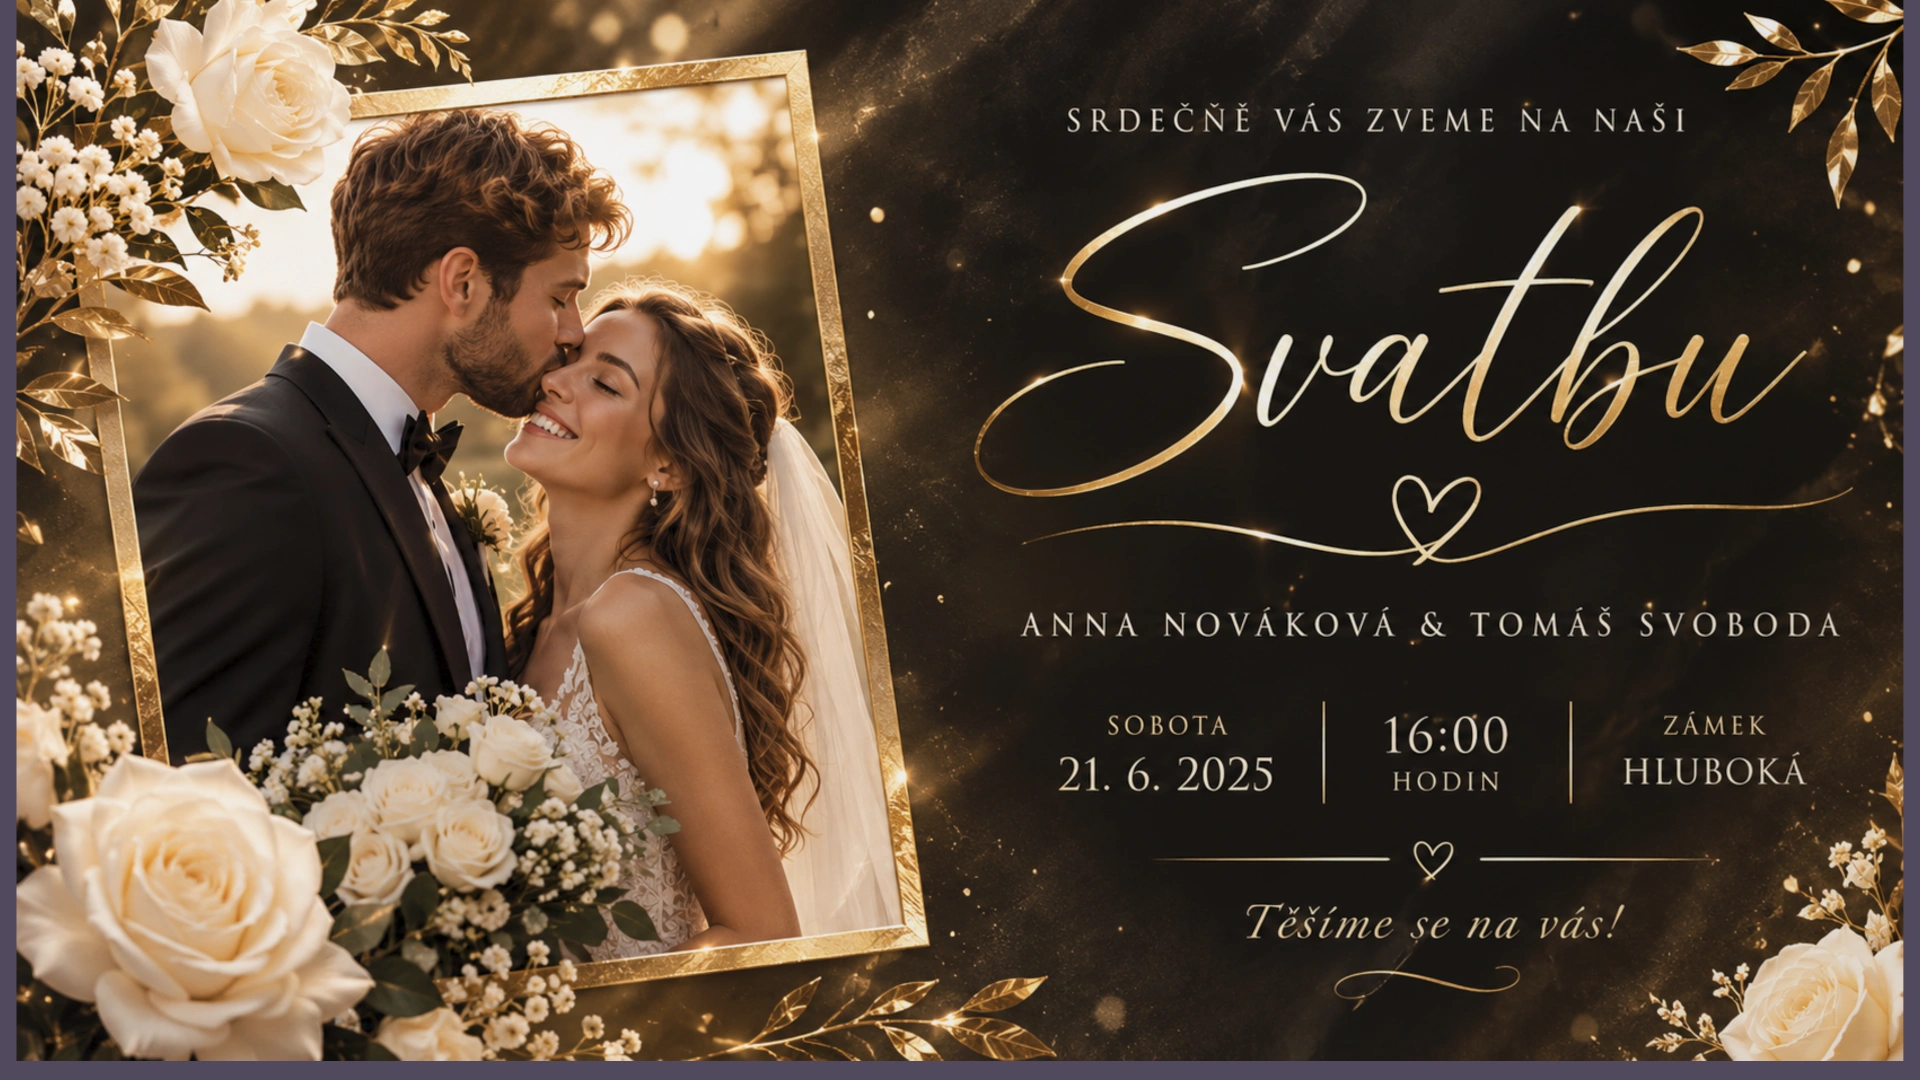 SRDEČŇĚ VÁS ZVEME NA NAŠI
Svatbu
ANNA NOVÁKOVÁ & TOMÁŠ SVOBODA
SOBOTA
21. 6. 2025
16:00
HODIN
ZÁMEK
HLUBOKÁ
Těšíme se na vás!